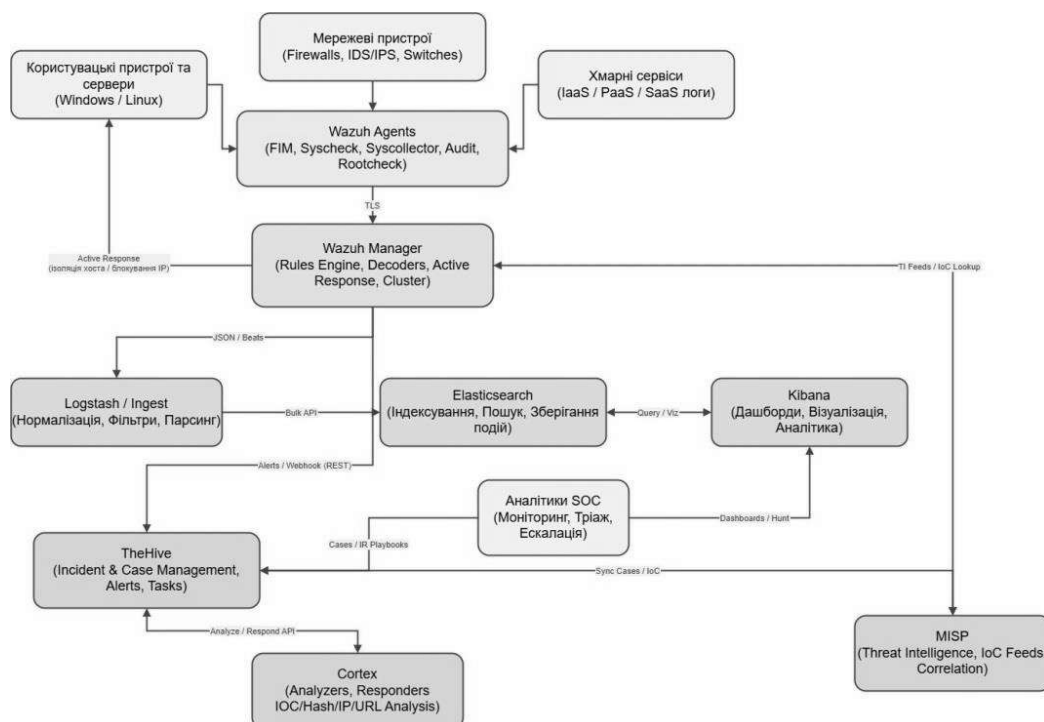 Мережеві пристрої
(Firewalls, IDS/IPS, Switches)
Користувацькі пристрої та
сервери
(Windows / Linux)
Хмарні сервіси
(IaaS / PaaS / SaaS логи)
Wazuh Agents
(FIM, Syscheck, Syscollector, Audit,
Rootcheck)
TLS
Wazuh Manager
(Rules Engine, Decoders, Active
Response, Cluster)
Active Response
(ізоляція хоста / блокування IP)
TI Feeds / IoC Lookup
JSON / Beats
Logstash / Ingest
(Нормалізація, Фільтри, Парсинг)
Bulk API
Elasticsearch
(Індексування, Пошук, Зберігання
подій)
Query / Viz
Kibana
(Дашборди, Візуалізація,
Аналітика)
Alerts / Webhook (REST)
Аналітики SOC
(Моніторинг, Тріаж,
Ескалація)
Dashboards / Hunt
Cases / IR Playbooks
TheHive
(Incident & Case Management,
Alerts, Tasks)
Sync Cases / IoC
Analyze / Respond API
MISP
(Threat Intelligence, IoC Feeds,
Correlation)
Cortex
(Analyzers, Responders
IOC/Hash/IP/URL Analysis)